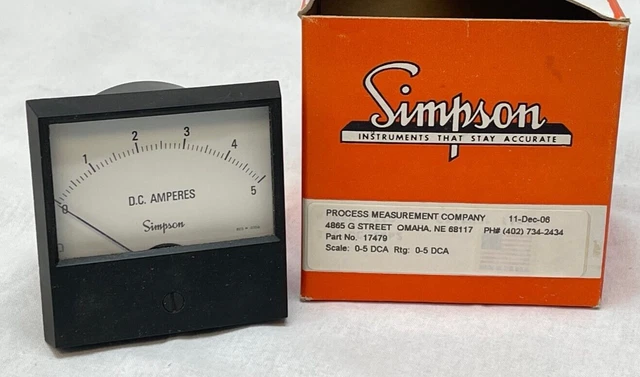 0 1 2 3 4 5
D.C. AMPERES
Simpson
Simpson
INSTRUMENTS THAT STAY ACCURATE
PROCESS MEASUREMENT COMPANY 11-Dec-06
4865 G STREET OMAHA, NE 68117 PH# (402) 734-2434
Part No. 17479
Scale: 0-5 DCA Rtg: 0-5 DCA